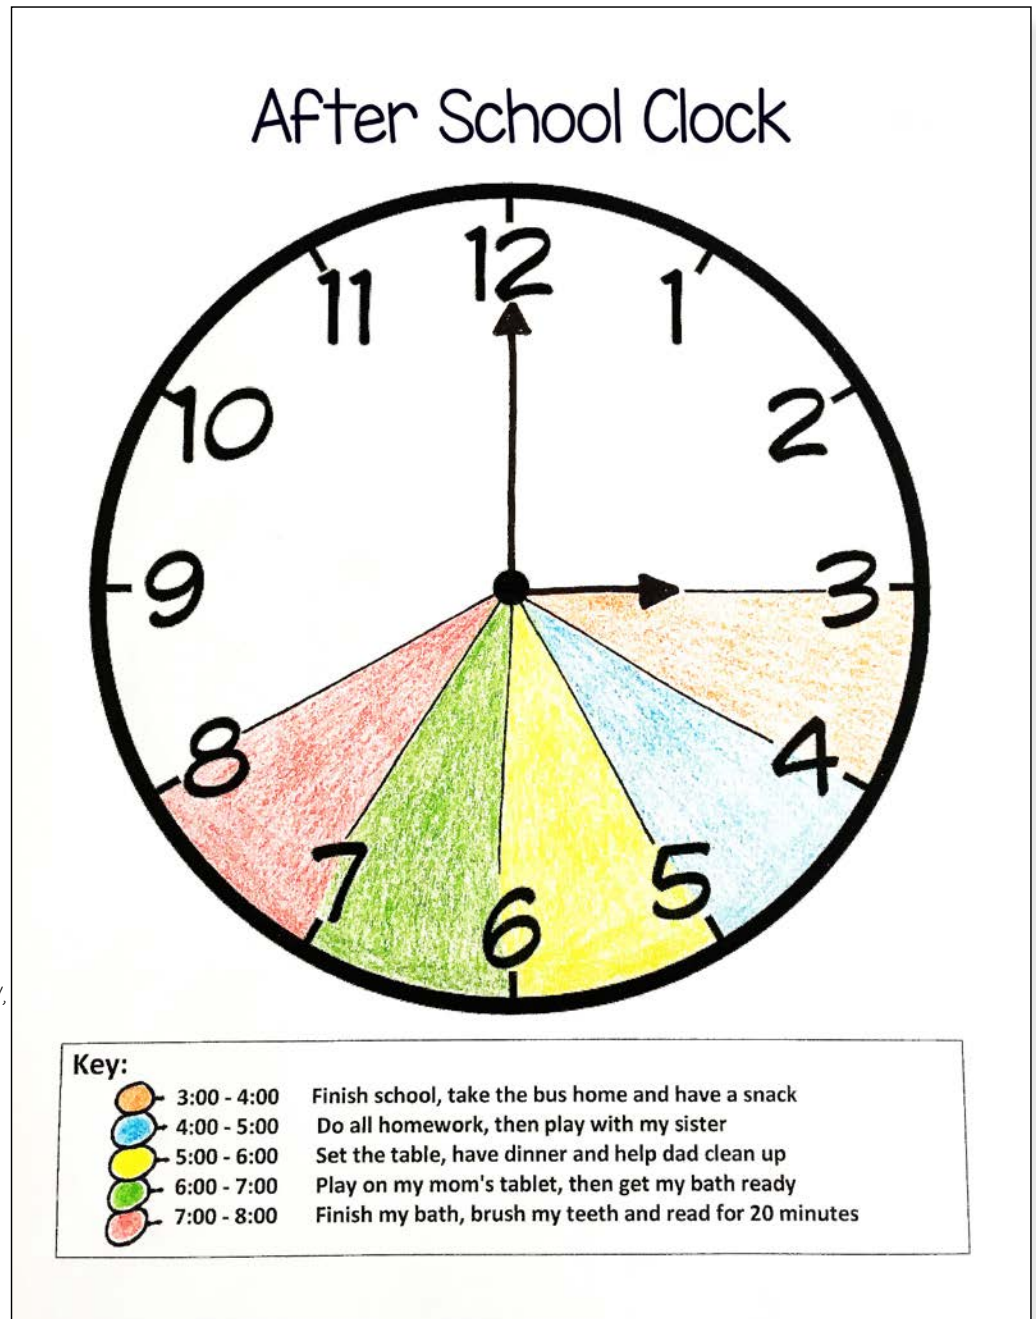 After School Clock
12
11
1
10
2
9
3
8
4
7
5
6
Key:
3:00 - 4:00 Finish school, take the bus home and have a snack
4:00 - 5:00 Do all homework, then play with my sister
5:00 - 6:00 Set the table, have dinner and help dad clean up
6:00 - 7:00 Play on my mom's tablet, then get my bath ready
7:00 - 8:00 Finish my bath, brush my teeth and read for 20 minutes